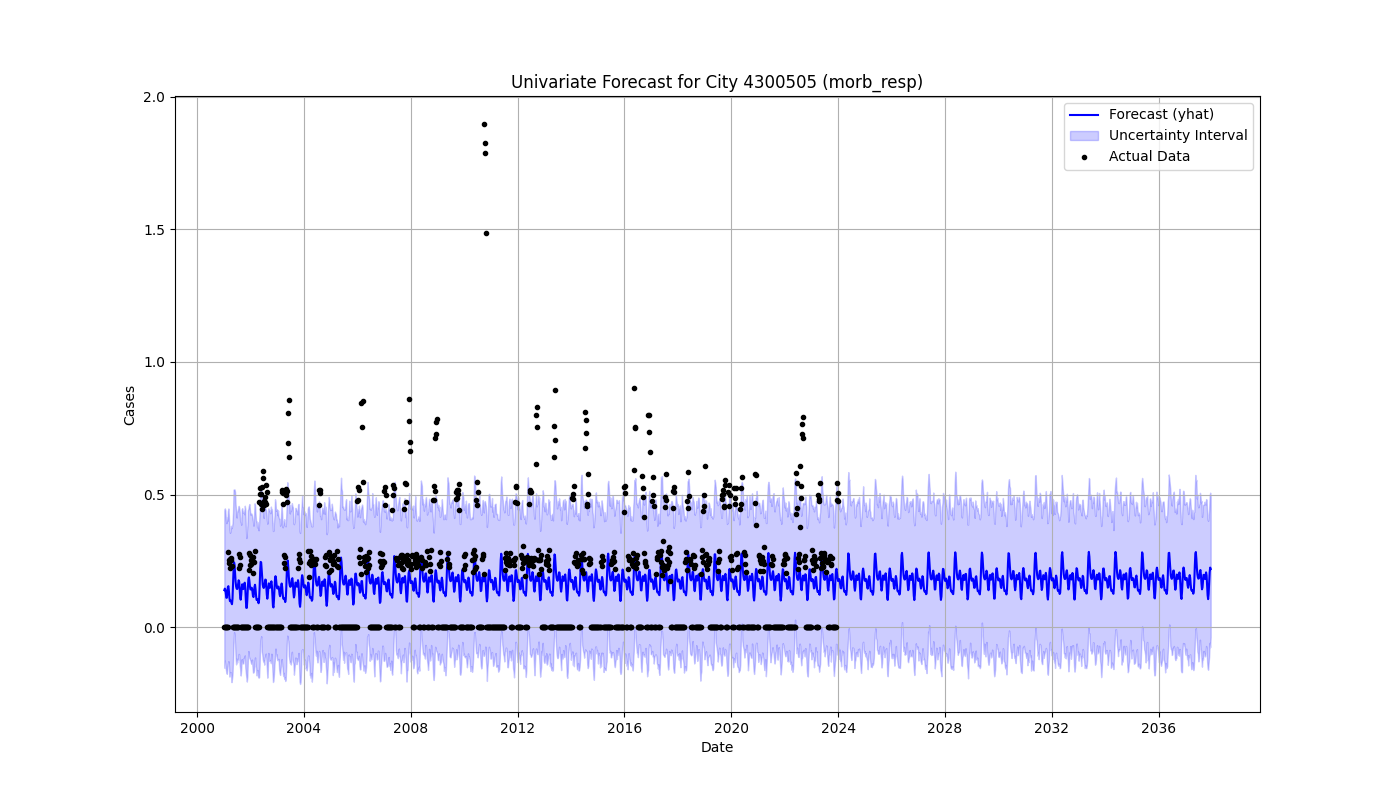 Univariate Forecast for City 4300505 (morb_resp)
2.0
1.5
1.0
0.5
0.0
Cases
Forecast (yhat)
Uncertainty Interval
Actual Data
2000 2004 2008 2012 2016 2020 2024 2028 2032 2036
Date